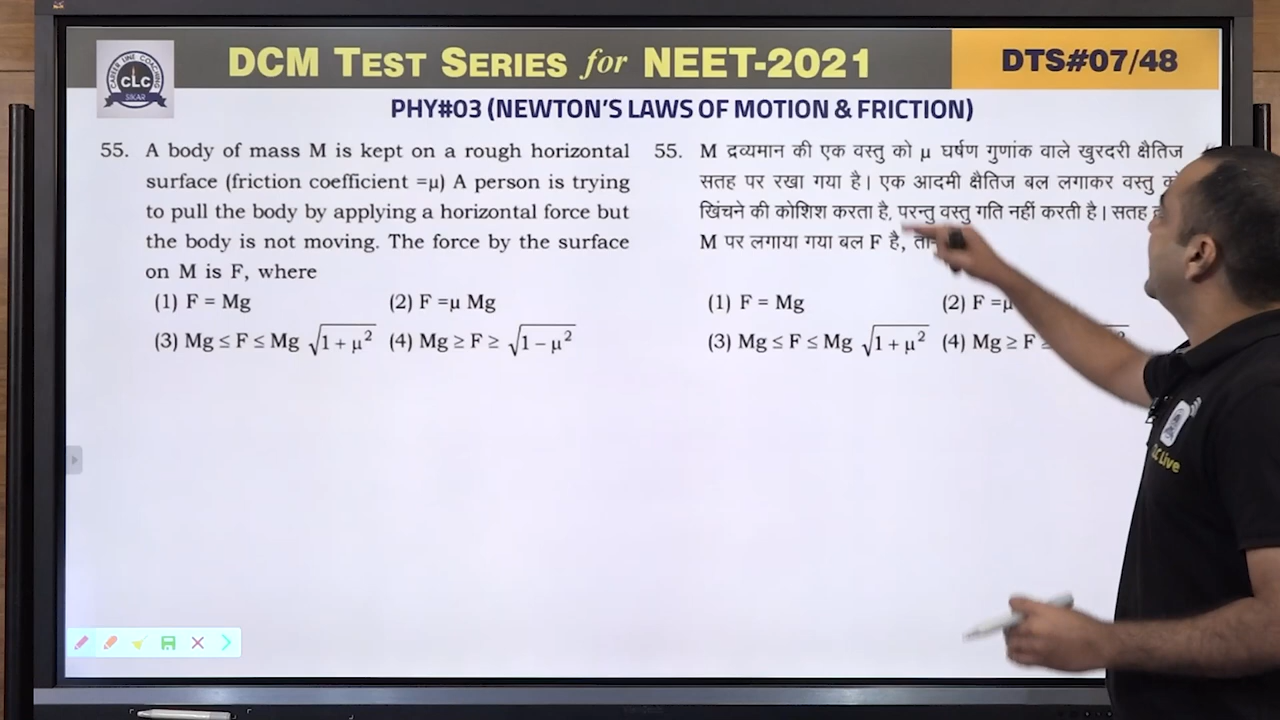 DCM TEST SERIES for NEET-2021
DTS#07/48
CAREER LINE COACHING
CLC
SIKAR
PHY#03 (NEWTON'S LAWS OF MOTION & FRICTION)
55. A body of mass M is kept on a rough horizontal
surface (friction coefficient =μ) A person is trying
to pull the body by applying a horizontal force but
the body is not moving. The force by the surface
on M is F, where
(1) F = Mg (2) F =μ Mg
(3) Mg ≤ F ≤ Mg √(1 + μ²) (4) Mg ≥ F ≥ √(1 − μ²)
55. M द्रव्यमान की एक वस्तु को μ घर्षण गुणांक वाले खुरदरी क्षैतिज
सतह पर रखा गया है। एक आदमी क्षैतिज बल लगाकर वस्तु
खिंचने की कोशिश करता है, परन्तु वस्तु गति नहीं करती है। सतह
M पर लगाया गया बल F है,
(1) F = Mg (2) F =μ
(3) Mg ≤ F ≤ Mg √(1 + μ²) (4) Mg ≥ F
CLC Live